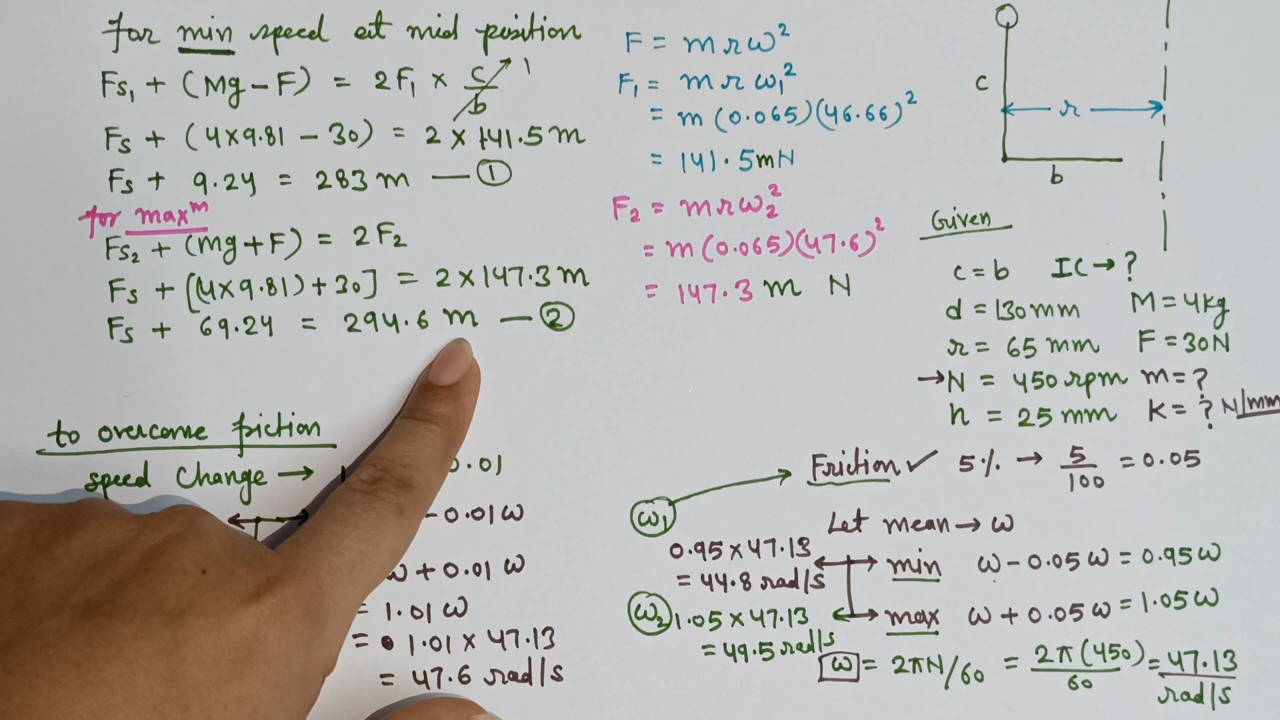 for min speed at mid position
Fs₁ + (Mg – F) = 2F₁ × c/b 1
Fs + (4×9.81 – 30) = 2 × 141.5 m
Fs + 9.24 = 283 m — ①
for maxᵐ
Fs₂ + (Mg + F) = 2F₂
Fs + [(4×9.81)+30] = 2 × 147.3 m
Fs + 69.24 = 294.6 m — ②
to overcome friction
speed change →
0.01
– 0.01 ω
ω + 0.01 ω
= 1.01 ω
= 1.01 × 47.13
= 47.6 rad/s
F = m r ω²
F₁ = m r ω₁²
= m (0.065)(46.66)²
= 141.5 m N
F₂ = m r ω₂²
= m (0.065)(47.6)²
= 147.3 m N
c
r
b
Given
c = b IC → ?
d = 130 mm M = 4 kg
r = 65 mm F = 30 N
→ N = 450 rpm m = ?
h = 25 mm K = ? N/mm
Friction ✓ 5% → 5/100 = 0.05
ω₁
Let mean → ω
0.95 × 47.13 min ω – 0.05 ω = 0.95 ω
= 44.8 rad/s
ω₂ 1.05 × 47.13 max ω + 0.05 ω = 1.05 ω
= 49.5 rad/s
ω = 2πN/60 = 2π(450)/60 = 47.13 rad/s